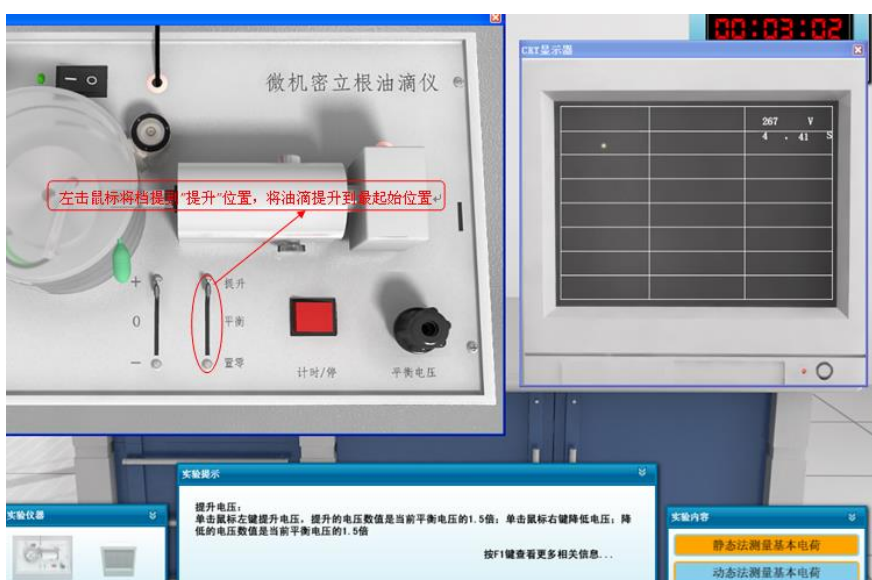 00:03:02
CRT显示器
微机密立根油滴仪
267 V
4 . 41 S
左击鼠标将档提到"提升"位置，将油滴提升到最起始位置
+
提升
0
平衡
-
置零
计时/停
平衡电压
实验提示
提升电压：
单击鼠标左键提升电压，提升的电压数值是当前平衡电压的1.5倍；单击鼠标右键降低电压；降
低的电压数值是当前平衡电压的1.5倍
按F1键查看更多相关信息...
实验仪器
实验内容
静态法测量基本电荷
动态法测量基本电荷